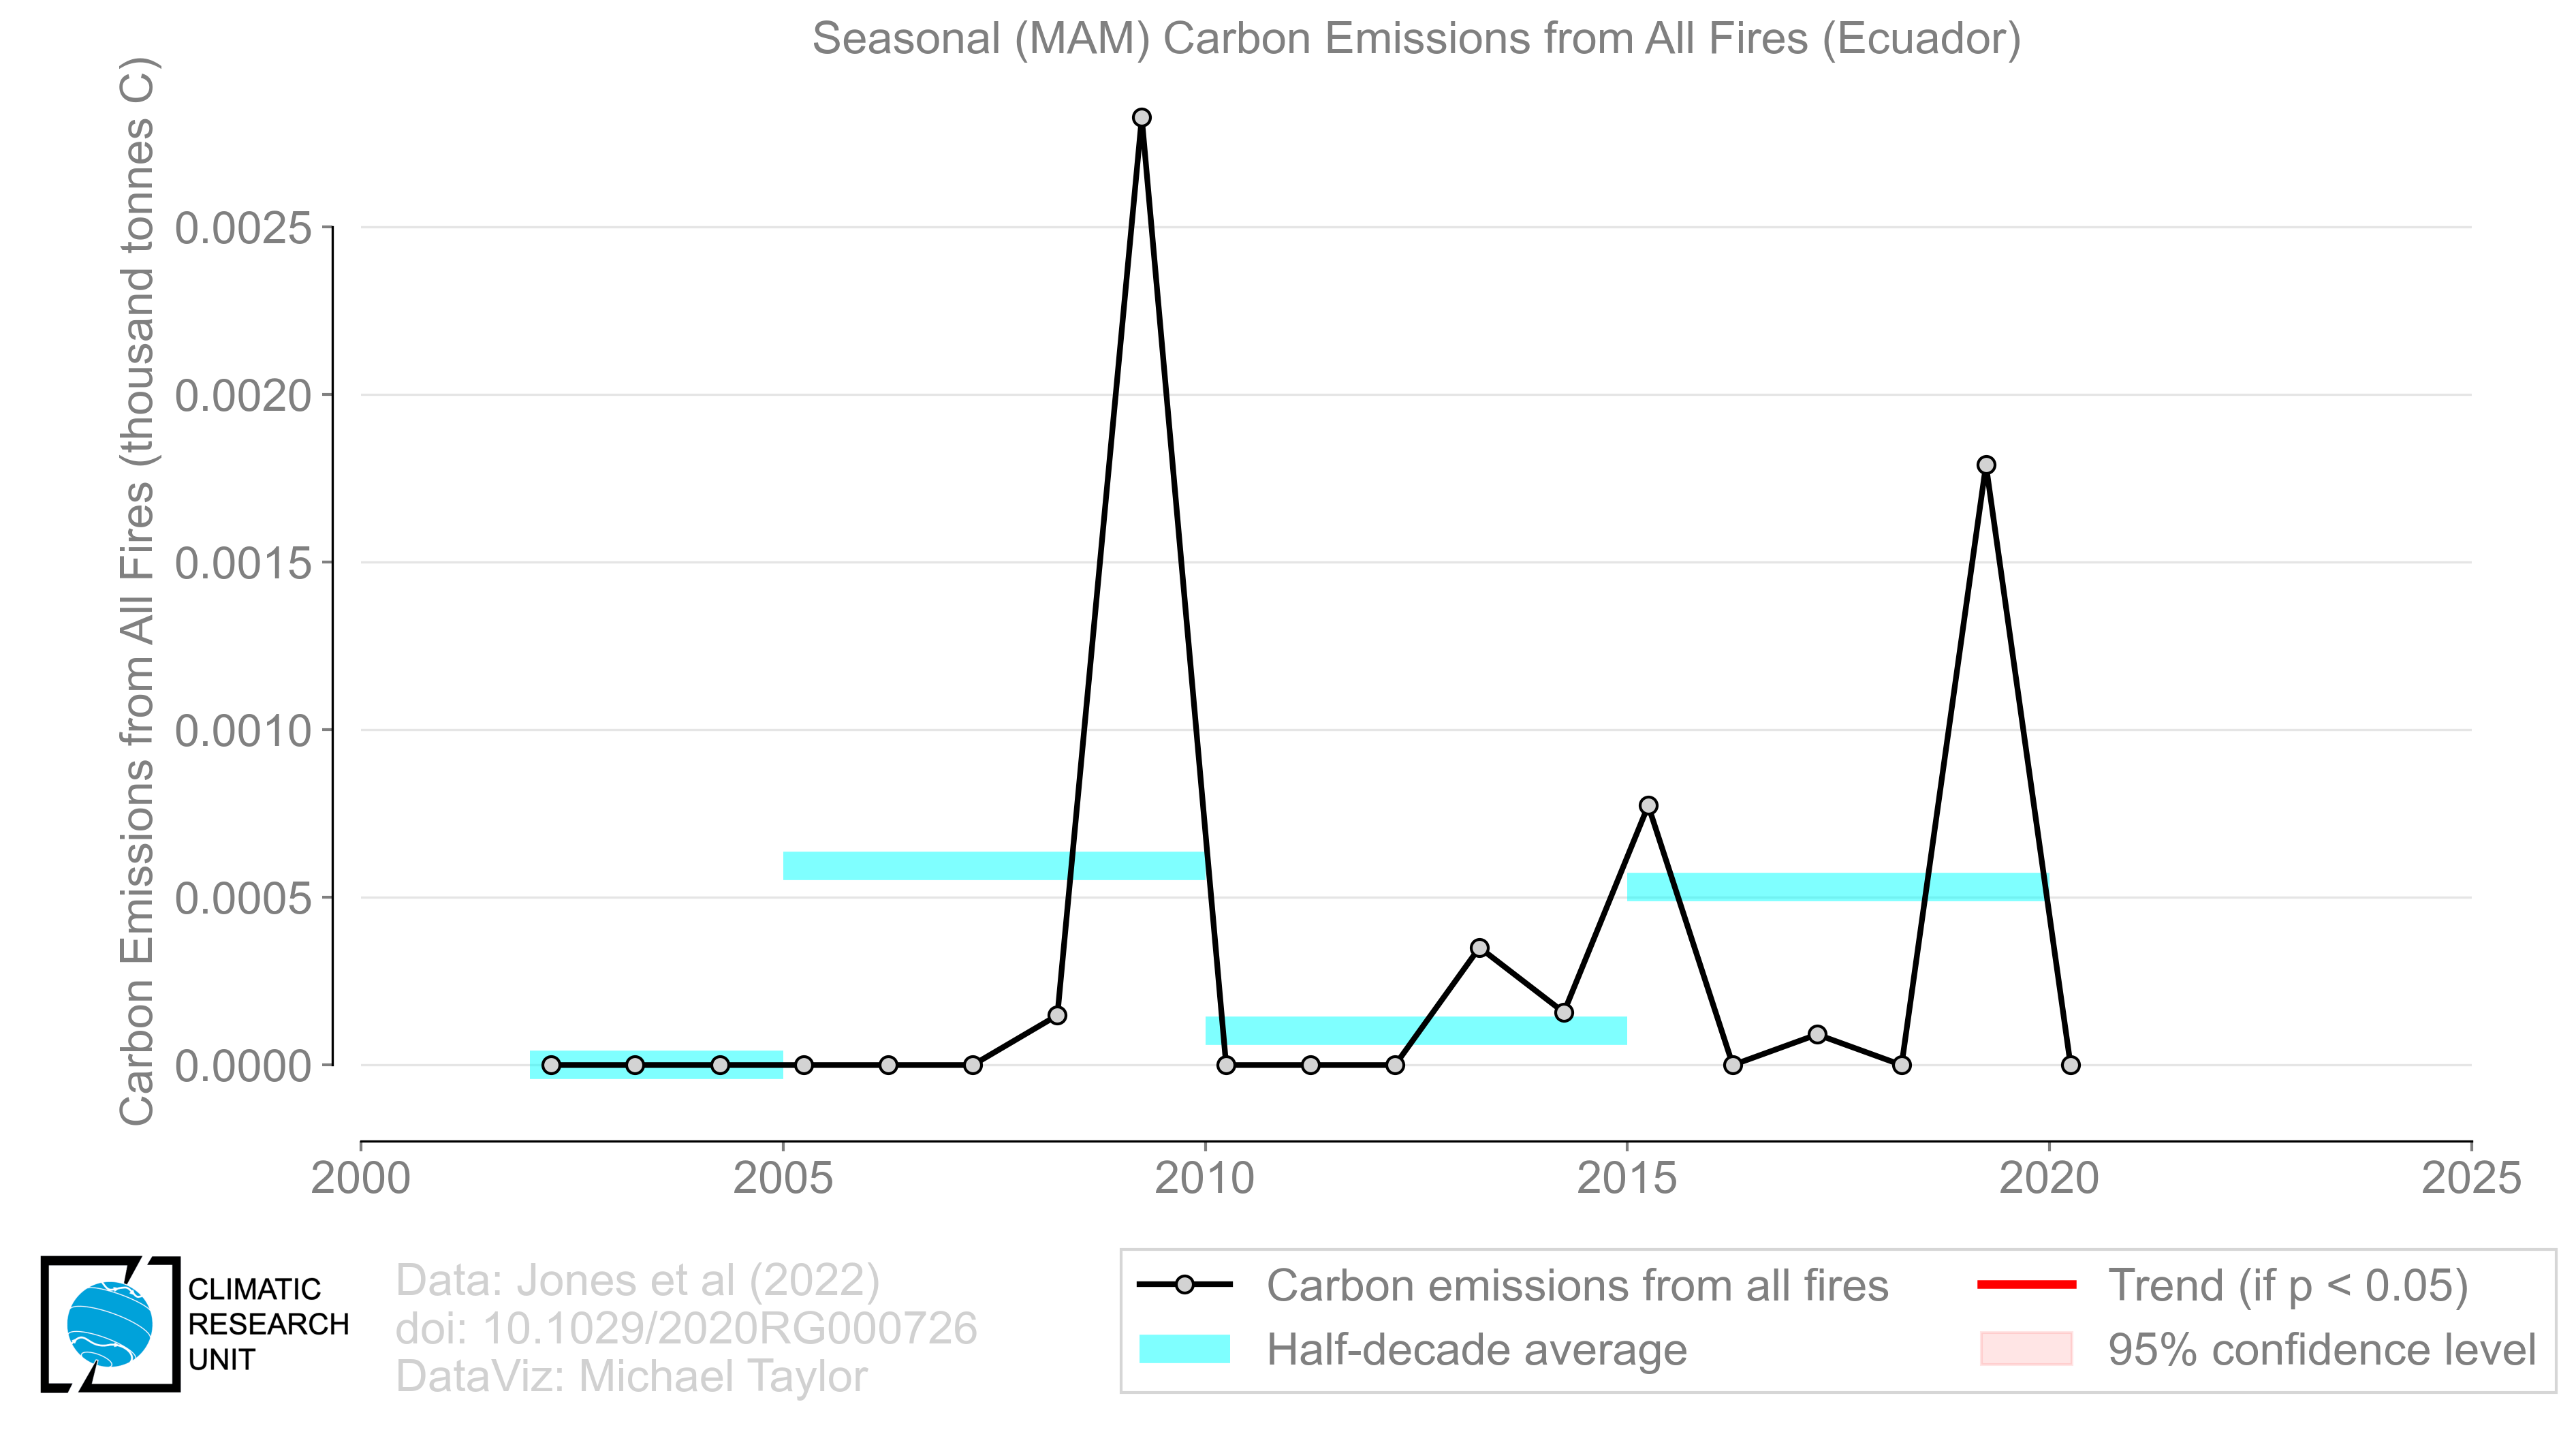 Seasonal (MAM) Carbon Emissions from All Fires (Ecuador)
Carbon Emissions from All Fires (thousand tonnes C)
0.0025
0.0020
0.0015
0.0010
0.0005
0.0000
2000 2005 2010 2015 2020 2025
CLIMATIC
RESEARCH
UNIT
Data: Jones et al (2022)
doi: 10.1029/2020RG000726
DataViz: Michael Taylor
Carbon emissions from all fires
Half-decade average
Trend (if p < 0.05)
95% confidence level